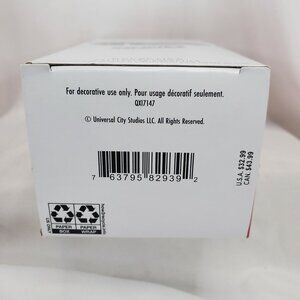 For decorative use only. Pour usage décoratif seulement.
QXI7147
© Universal City Studios LLC. All Rights Reserved.
7 63795 82939 2
U.S.A. $32.99
CAN. $43.99
PAPER BOX
PAPER WRAP